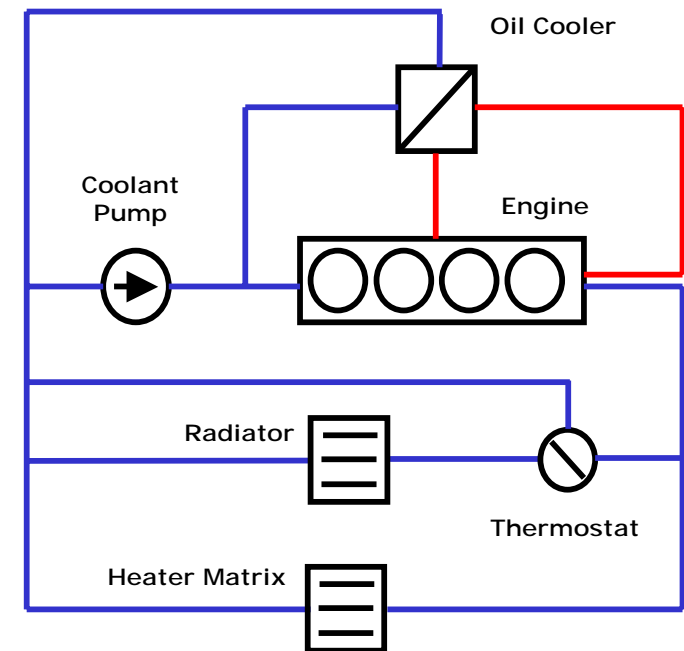 Oil Cooler
Coolant
Pump
Engine
Radiator
Thermostat
Heater Matrix